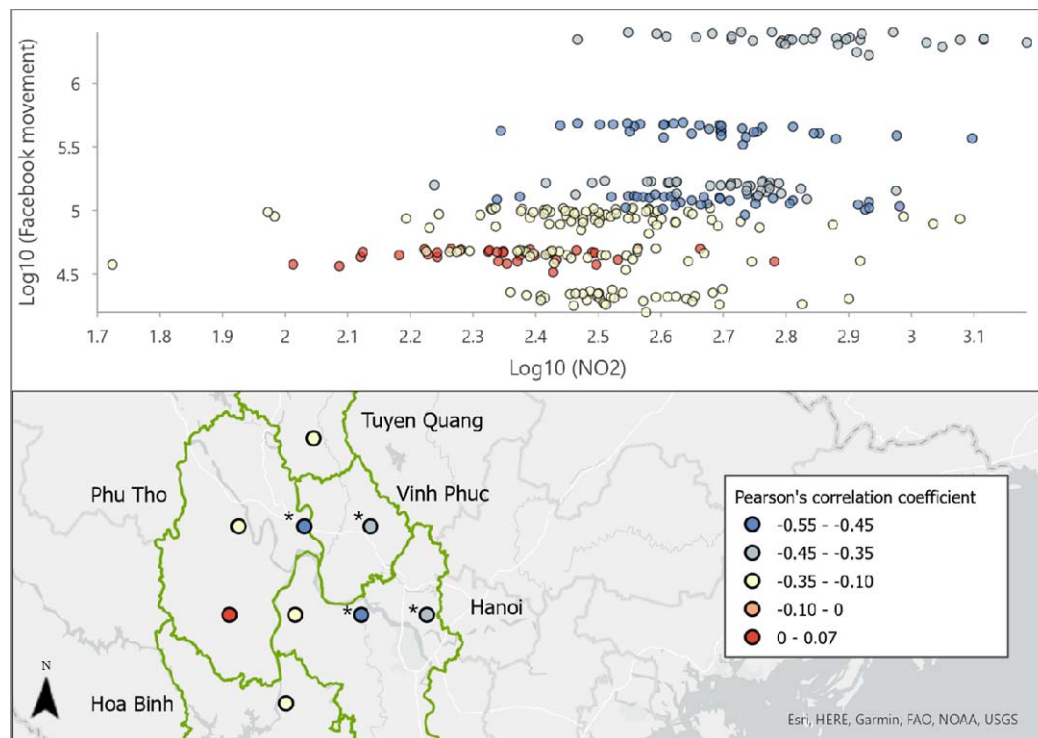 Log10 (Facebook movement)
6
5.5
5
4.5
1.7 1.8 1.9 2 2.1 2.2 2.3 2.4 2.5 2.6 2.7 2.8 2.9 3 3.1
Log10 (NO2)
Tuyen Quang
Phu Tho
Vinh Phuc
* *
* *
Hanoi
Hoa Binh
N
Pearson's correlation coefficient
-0.55 - -0.45
-0.45 - -0.35
-0.35 - -0.10
-0.10 - 0
0 - 0.07
Esri, HERE, Garmin, FAO, NOAA, USGS